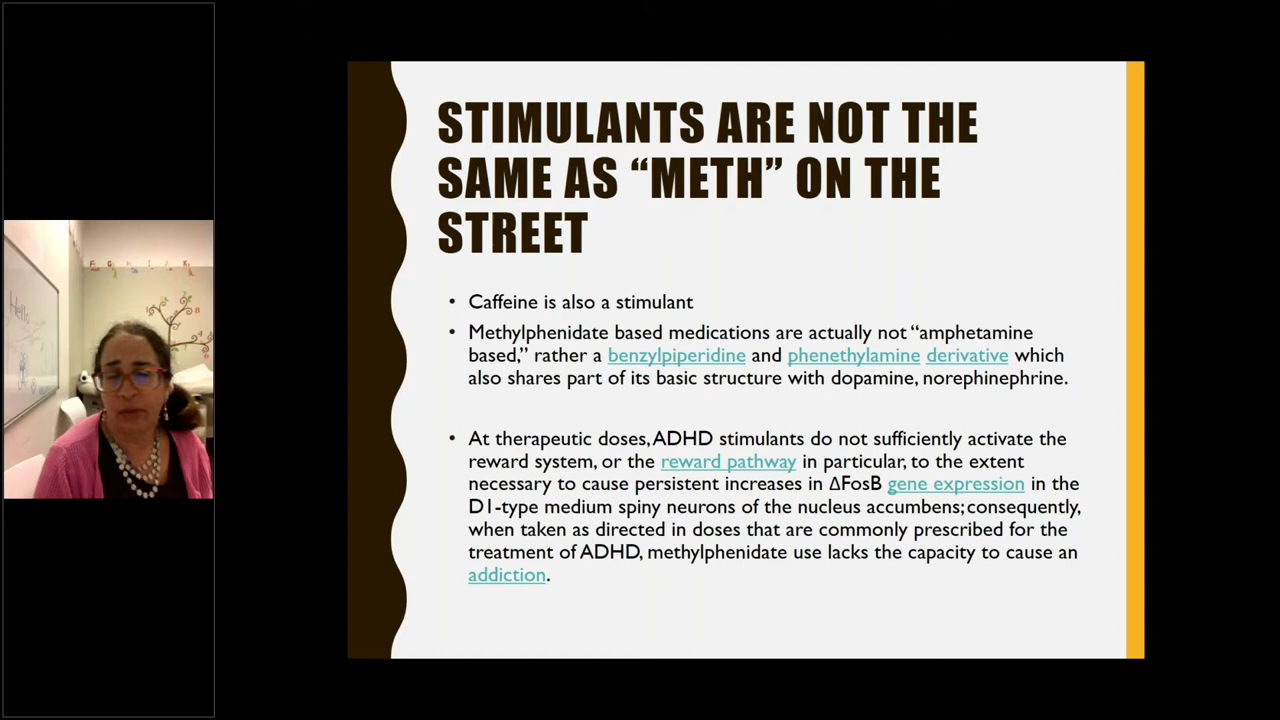 STIMULANTS ARE NOT THE
SAME AS “METH” ON THE
STREET
• Caffeine is also a stimulant
• Methylphenidate based medications are actually not “amphetamine
based,” rather a benzylpiperidine and phenethylamine derivative which
also shares part of its basic structure with dopamine, norephinephrine.
• At therapeutic doses, ADHD stimulants do not sufficiently activate the
reward system, or the reward pathway in particular, to the extent
necessary to cause persistent increases in ΔFosB gene expression in the
D1-type medium spiny neurons of the nucleus accumbens; consequently,
when taken as directed in doses that are commonly prescribed for the
treatment of ADHD, methylphenidate use lacks the capacity to cause an
addiction.
Hello